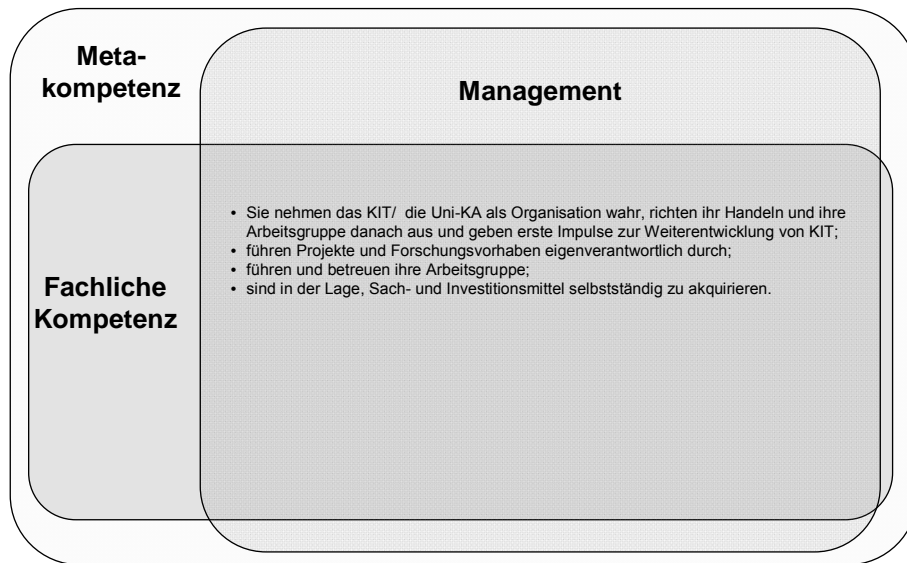 Meta-
kompetenz
Management
• Sie nehmen das KIT/ die Uni-KA als Organisation wahr, richten ihr Handeln und ihre
Arbeitsgruppe danach aus und geben erste Impulse zur Weiterentwicklung von KIT;
• führen Projekte und Forschungsvorhaben eigenverantwortlich durch;
• führen und betreuen ihre Arbeitsgruppe;
• sind in der Lage, Sach- und Investitionsmittel selbstständig zu akquirieren.
Fachliche
Kompetenz